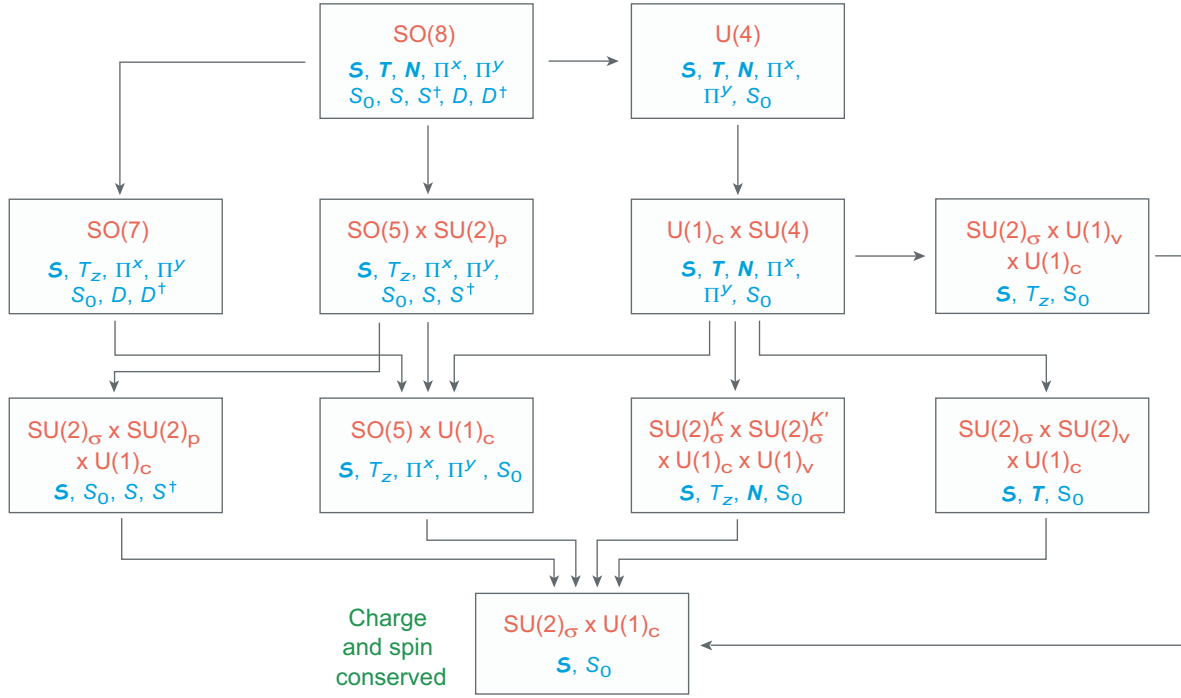 SO(8)
S, T, N, Πˣ, Πʸ
S₀, S, S†, D, D†
U(4)
S, T, N, Πˣ,
Πʸ, S₀
SO(7)
S, T_z, Πˣ, Πʸ
S₀, D, D†
SO(5) x SU(2)ₚ
S, T_z, Πˣ, Πʸ,
S₀, S, S†
U(1)_c x SU(4)
S, T, N, Πˣ,
Πʸ, S₀
SU(2)_σ x U(1)_v
x U(1)_c
S, T_z, S₀
SU(2)_σ x SU(2)ₚ
x U(1)_c
S, S₀, S, S†
SO(5) x U(1)_c
S, T_z, Πˣ, Πʸ , S₀
SU(2)_σ^K x SU(2)_σ^K'
x U(1)_c x U(1)_v
S, T_z, N, S₀
SU(2)_σ x SU(2)_v
x U(1)_c
S, T, S₀
Charge
and spin
conserved
SU(2)_σ x U(1)_c
S, S₀